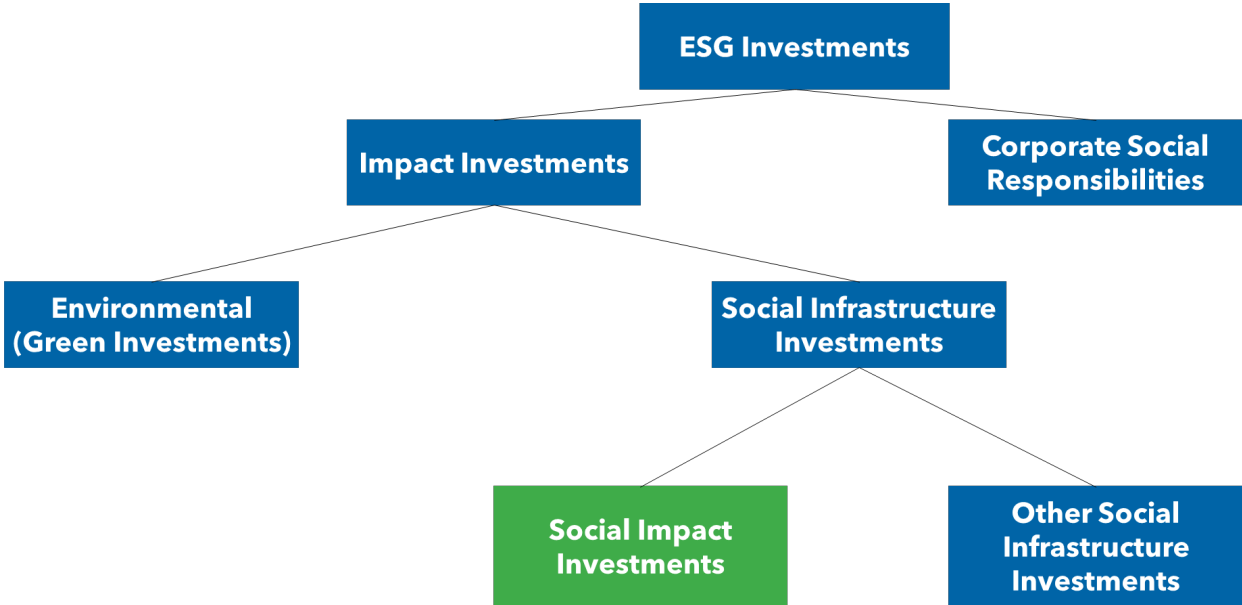 ESG Investments
Impact Investments
Corporate Social
Responsibilities
Environmental
(Green Investments)
Social Infrastructure
Investments
Social Impact
Investments
Other Social
Infrastructure
Investments